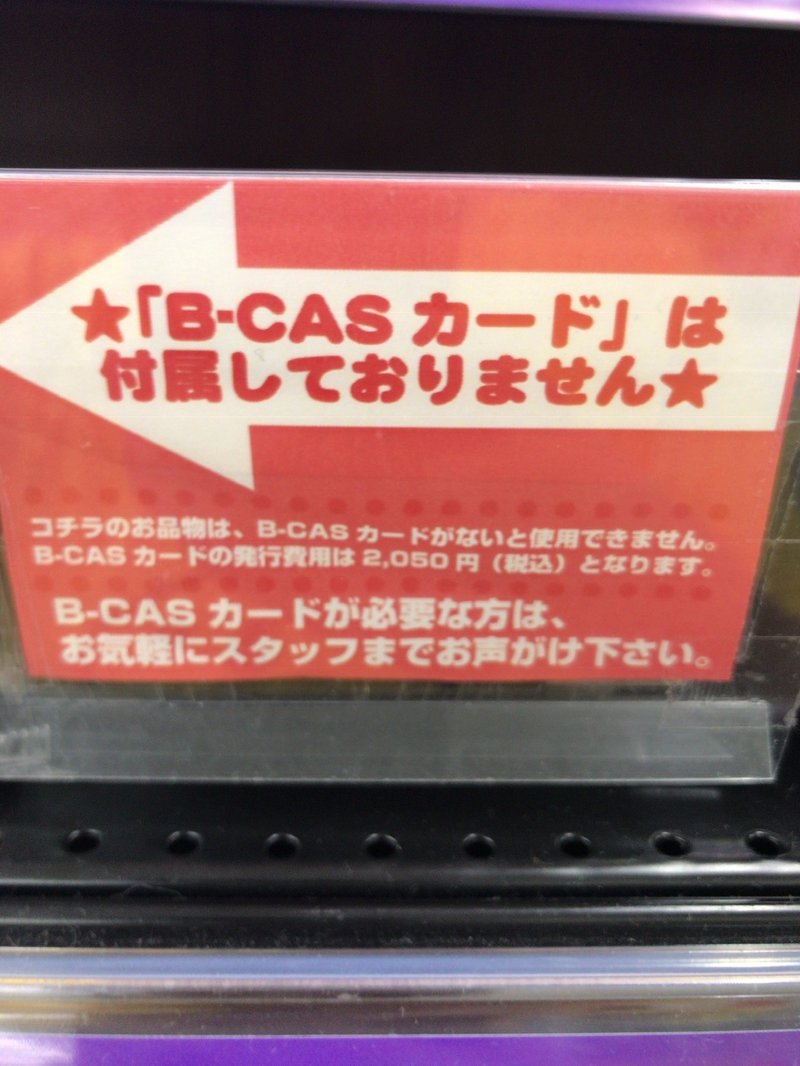 ★「B-CAS カード」は
付属しておりません★
コチラのお品物は、B-CAS カードがないと使用できません。
B-CAS カードの発行費用は 2,050 円（税込）となります。
B-CAS カードが必要な方は、
お気軽にスタッフまでお声がけ下さい。